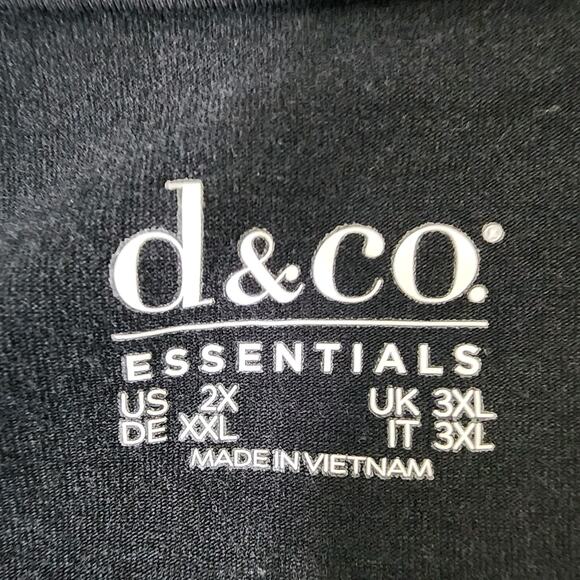 d&co.®
ESSENTIALS
US 2X UK 3XL
DE XXL IT 3XL
MADE IN VIETNAM